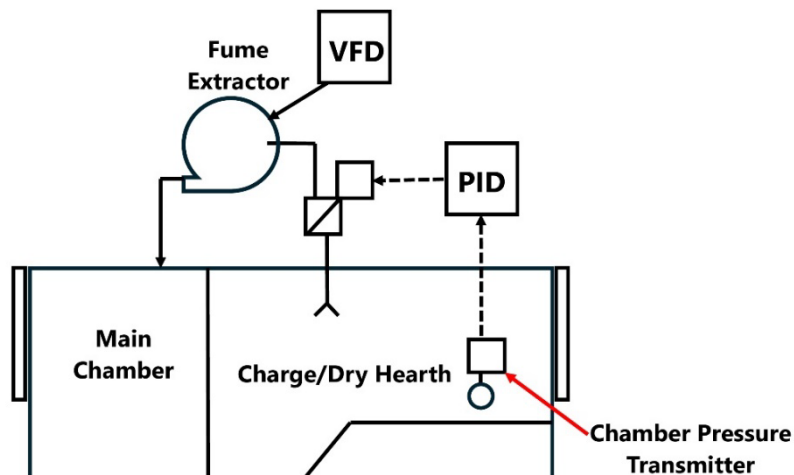 VFD
Fume
Extractor
PID
Main
Chamber
Charge/Dry Hearth
Chamber Pressure
Transmitter